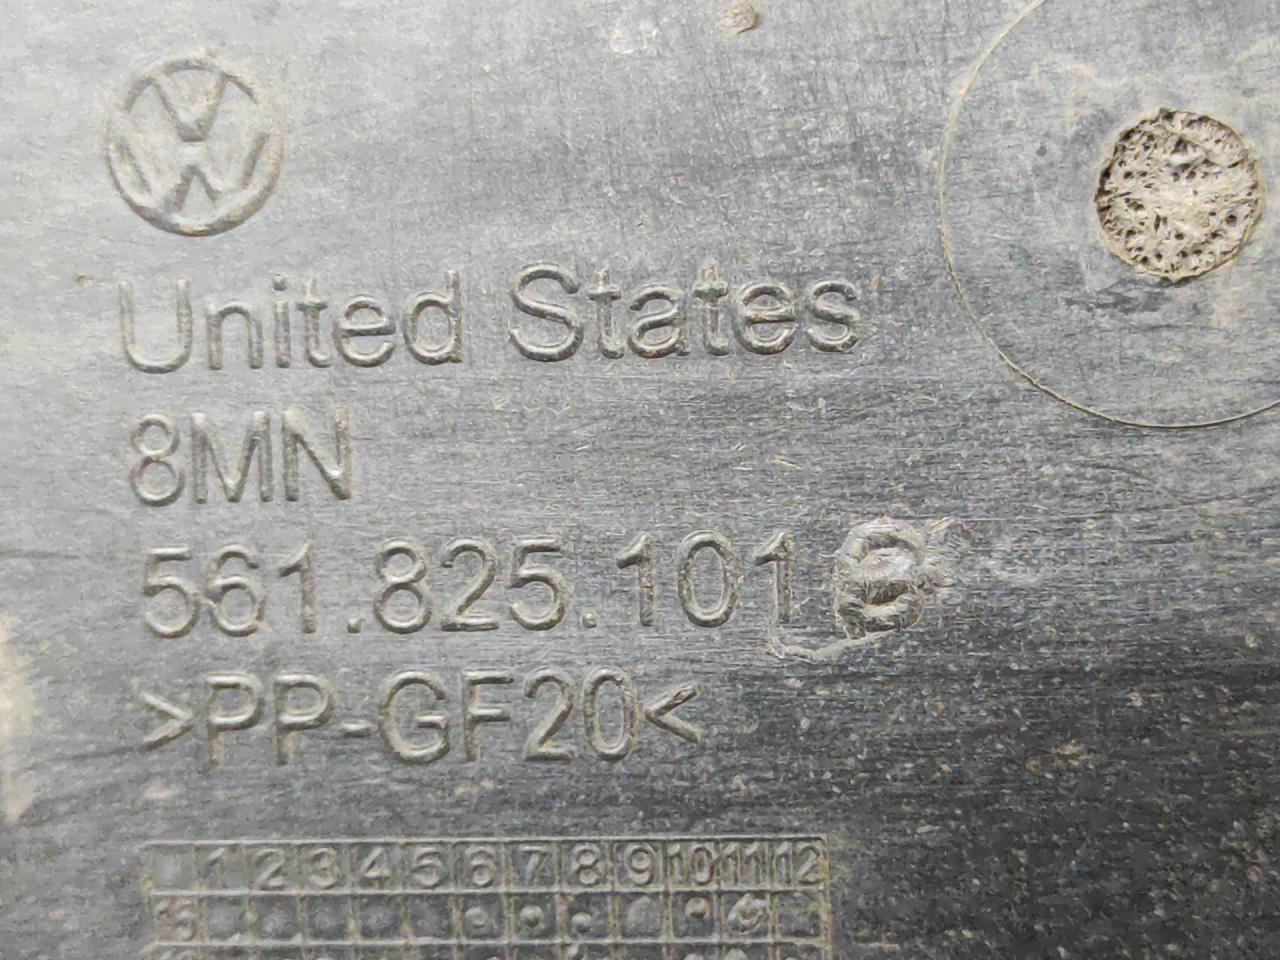 United States
8MN
561.825.101
>PP-GF20<
1 2 3 4 5 6 7 8 9 10 11 12